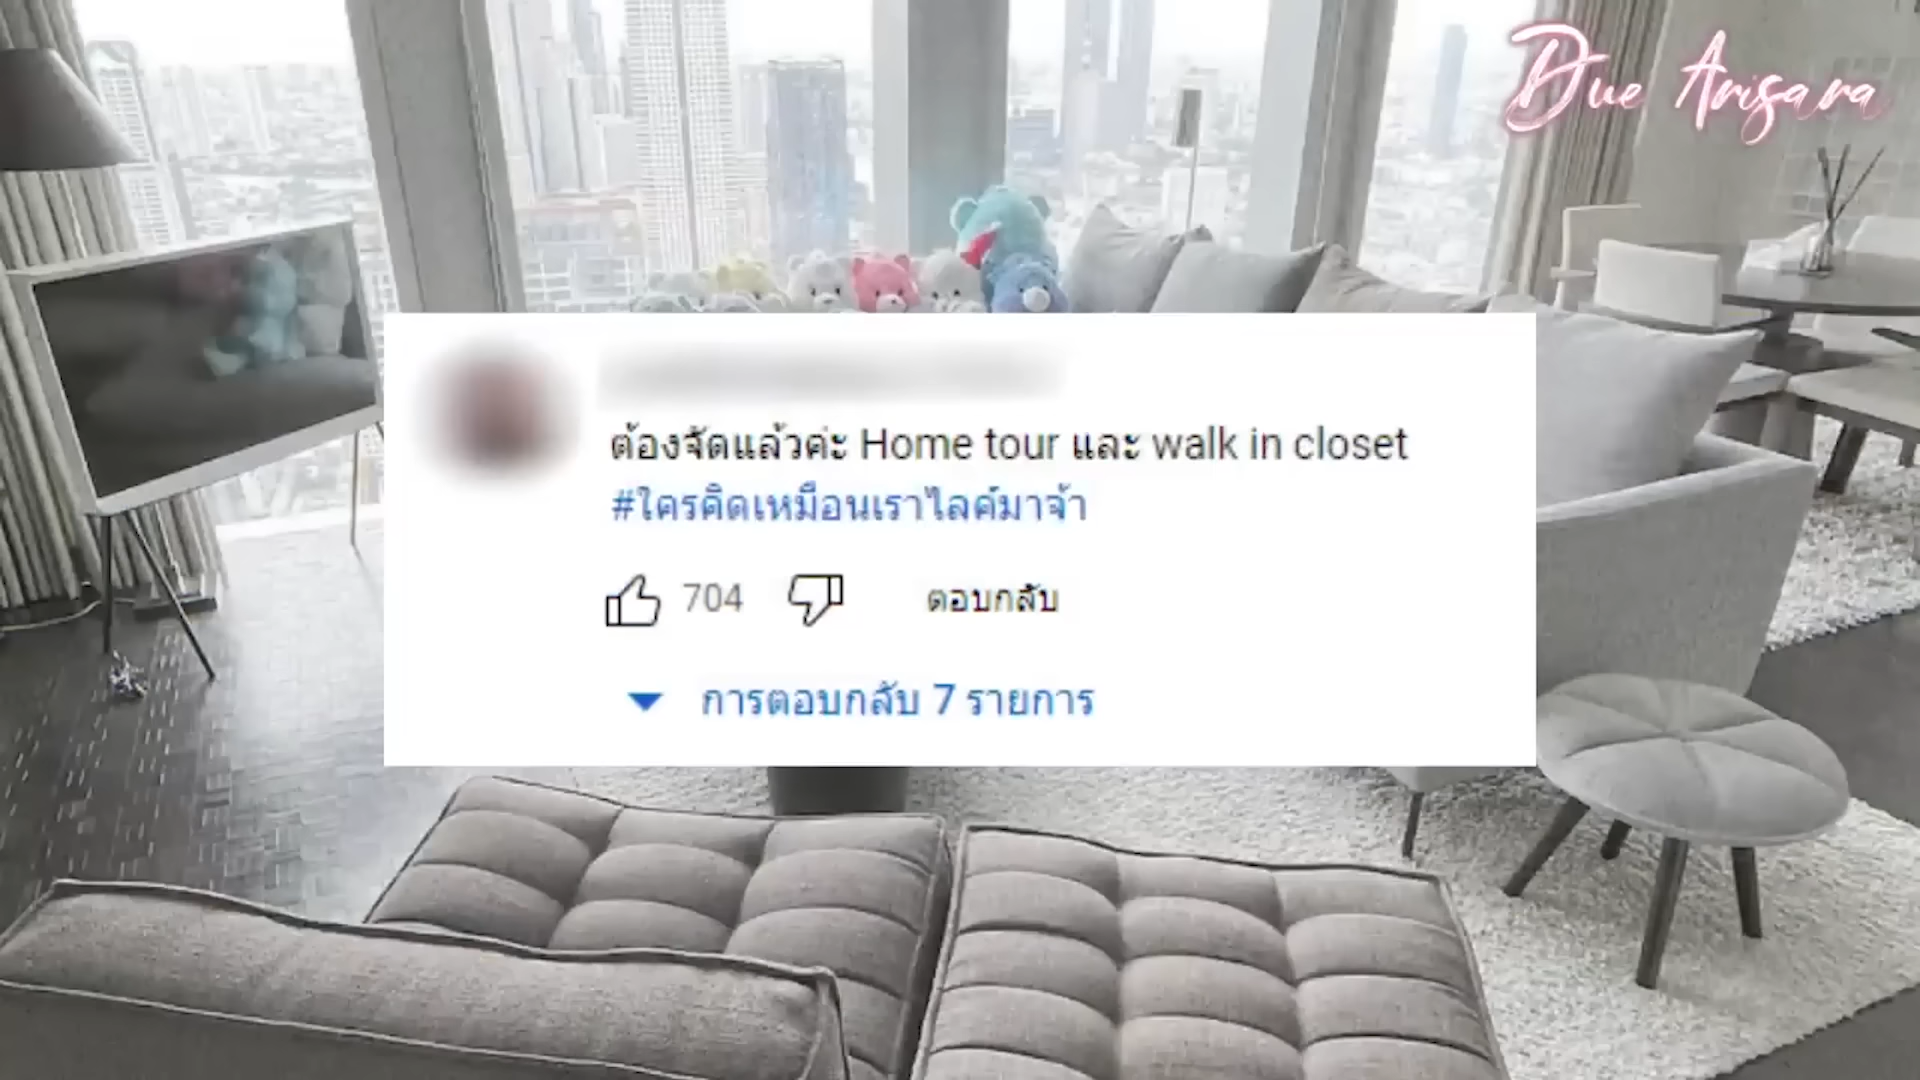 Due Arisara
ต้องจัดแล้วค่ะ Home tour และ walk in closet
#ใครคิดเหมือนเราไลค์มาจ้า
704 ตอบกลับ
การตอบกลับ 7 รายการ